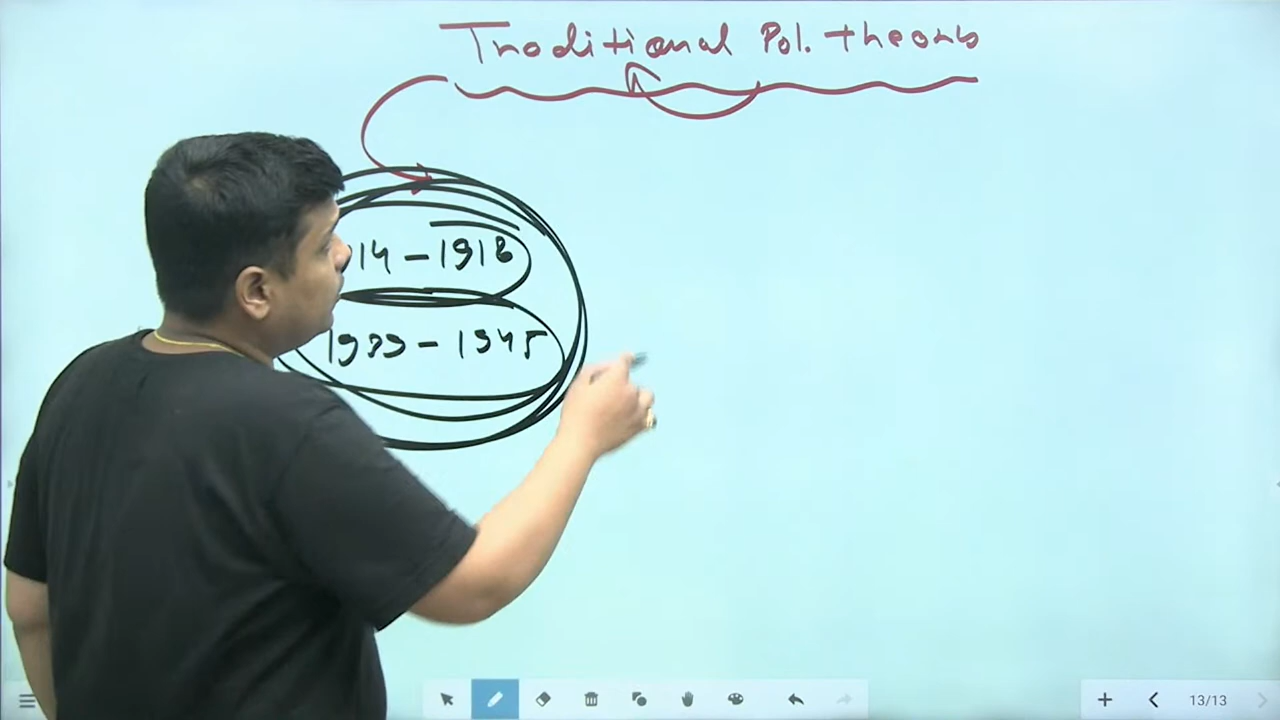 Traditional Pol. theory
14 - 1918
1939 - 1945
13/13